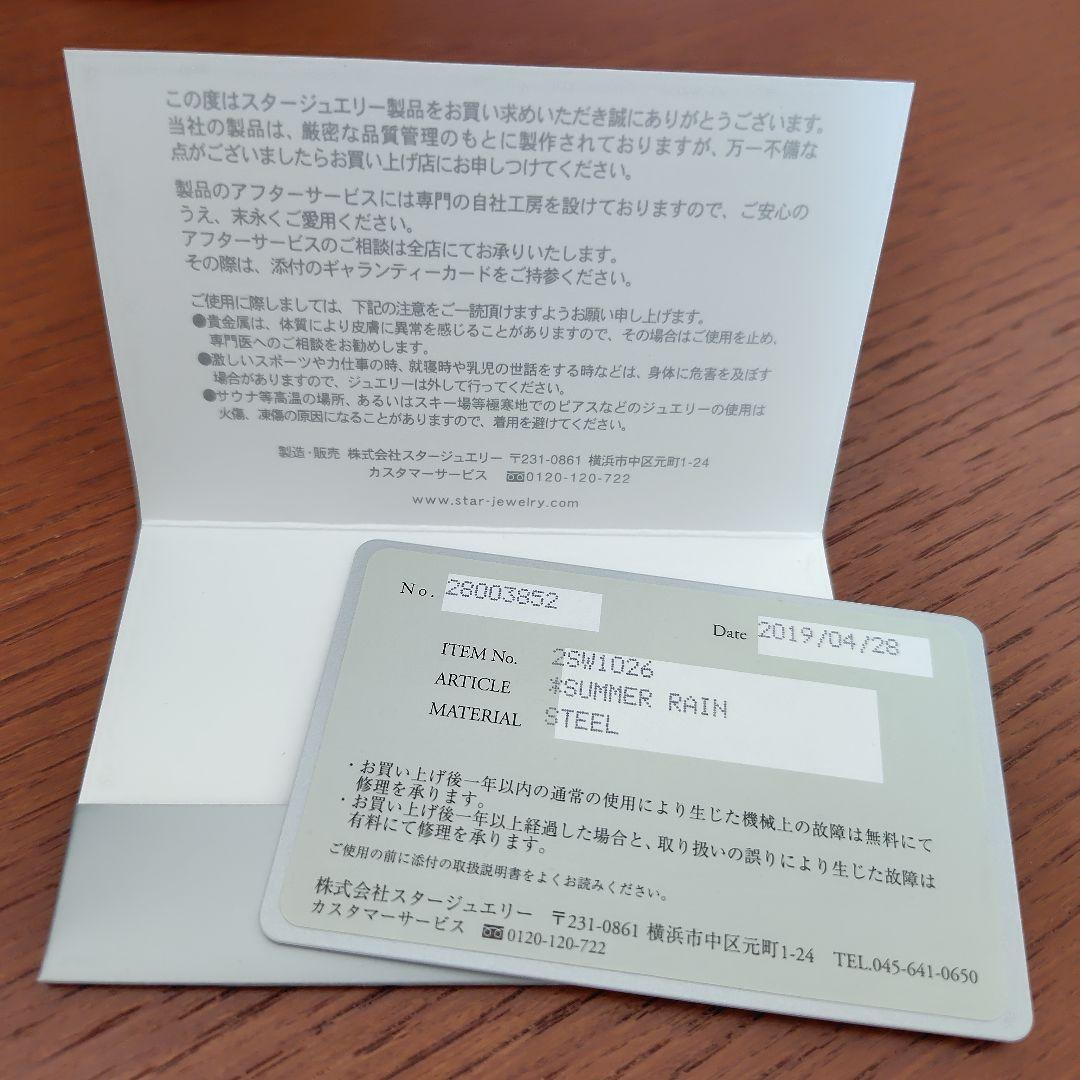 この度はスタージュエリー製品をお買い求めいただき誠にありがとうございます。
当社の製品は、厳密な品質管理のもとに製作されておりますが、万一不備な
点がございましたらお買い上げ店にお申しつけてください。
製品のアフターサービスには専門の自社工房を設けておりますので、ご安心の
うえ、末永くご愛用ください。
アフターサービスのご相談は全店にてお承りいたします。
その際は、添付のギャランティーカードをご持参ください。
ご使用に際しましては、下記の注意をご一読頂けますようお願い申し上げます。
●貴金属は、体質により皮膚に異常を感じることがありますので、その場合はご使用を止め、
専門医へのご相談をお勧めします。
●激しいスポーツや力仕事の時、就寝時や乳児の世話をする時などは、身体に危害を及ぼす
場合がありますので、ジュエリーは外して行ってください。
●サウナ等高温の場所、あるいはスキー場等極寒地でのピアスなどのジュエリーの使用は
火傷、凍傷の原因になることがありますので、着用を避けてください。
製造・販売 株式会社スタージュエリー 〒231-0861 横浜市中区元町1-24
カスタマーサービス 0120-120-722
www.star-jewelry.com
No. 28003852
Date 2019/04/28
ITEM No. 2SW1026
ARTICLE *SUMMER RAIN
MATERIAL STEEL
・お買い上げ後一年以内の通常の使用により生じた機械上の故障は無料にて
修理を承ります。
・お買い上げ後一年以上経過した場合と、取り扱いの誤りにより生じた故障は
有料にて修理を承ります。
ご使用の前に添付の取扱説明書をよくお読みください。
株式会社スタージュエリー 〒231-0861 横浜市中区元町1-24 TEL.045-641-0650
カスタマーサービス 0120-120-722